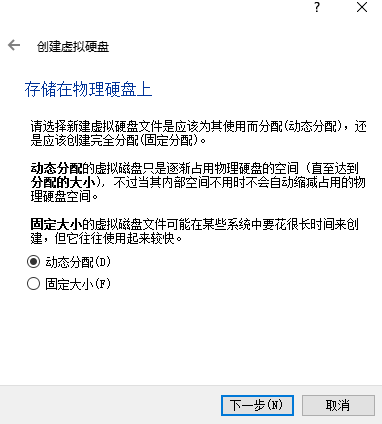 ?
创建虚拟硬盘
存储在物理硬盘上
请选择新建虚拟硬盘文件是应该为其使用而分配(动态分配)，还
是应该创建完全分配(固定分配)。
动态分配的虚拟磁盘只是逐渐占用物理硬盘的空间（直至达到
分配的大小），不过当其内部空间不用时不会自动缩减占用的物
理硬盘空间。
固定大小的虚拟磁盘文件可能在某些系统中要花很长时间来创
建，但它往往使用起来较快。
动态分配(D)
固定大小(F)
下一步(N)
取消